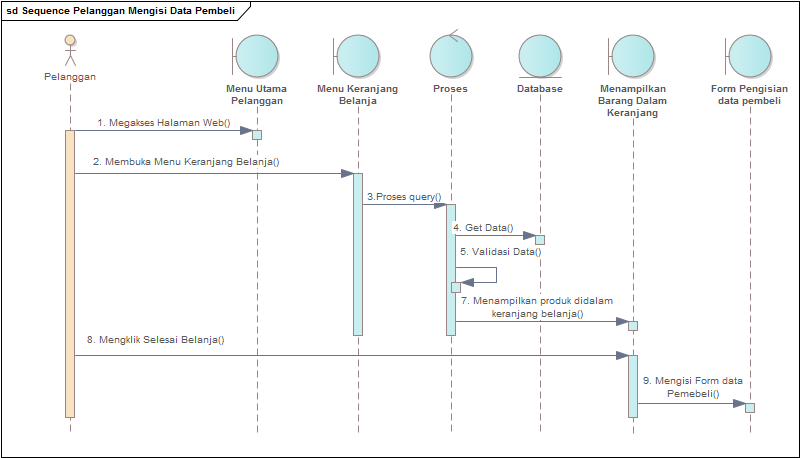 sd Sequence Pelanggan Mengisi Data Pembeli
Pelanggan
Menu Utama
Pelanggan
Menu Keranjang
Belanja
Proses
Database
Menampilkan
Barang Dalam
Keranjang
Form Pengisian
data pembeli
1. Megakses Halaman Web()
2. Membuka Menu Keranjang Belanja()
3.Proses query()
4. Get Data()
5. Validasi Data()
7. Menampilkan produk didalam
keranjang belanja()
8. Mengklik Selesai Belanja()
9. Mengisi Form data
Pemebeli()